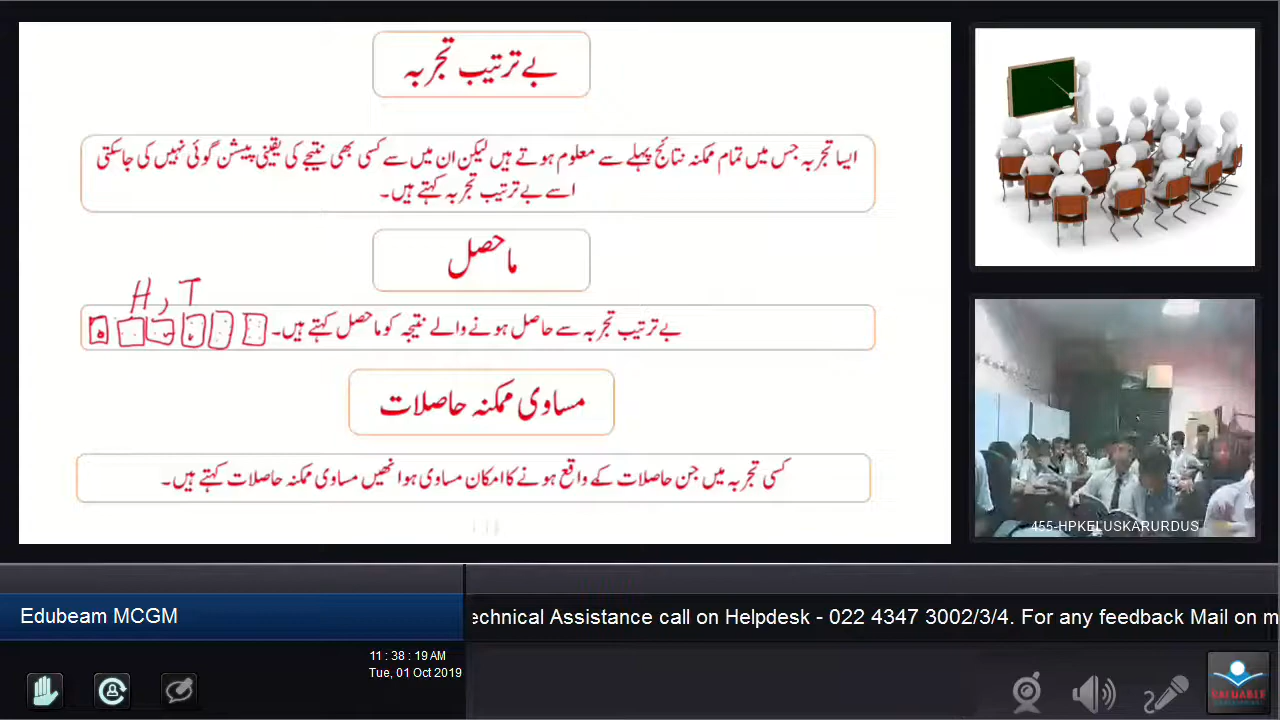 بے ترتیب تجربہ
ایسا تجربہ جس میں تمام ممکنہ نتائج پہلے سے معلوم ہوتے ہیں لیکن ان میں سے کسی بھی نتیجے کی یقینی پیشن گوئی نہیں کی جاسکتی
اسے بے ترتیب تجربہ کہتے ہیں۔
ماحصل
H, T
بے ترتیب تجربہ سے حاصل ہونے والے نتیجہ کو ماحصل کہتے ہیں۔
مساوی ممکنہ حاصلات
کسی تجربہ میں جن حاصلات کے واقع ہونے کا امکان مساوی ہو انھیں مساوی ممکنہ حاصلات کہتے ہیں۔
455-HPKELUSKARURDUS
Edubeam MCGM
echnical Assistance call on Helpdesk - 022 4347 3002/3/4. For any feedback Mail on m
11 : 38 : 19 AM
Tue, 01 Oct 2019
VALUABLE